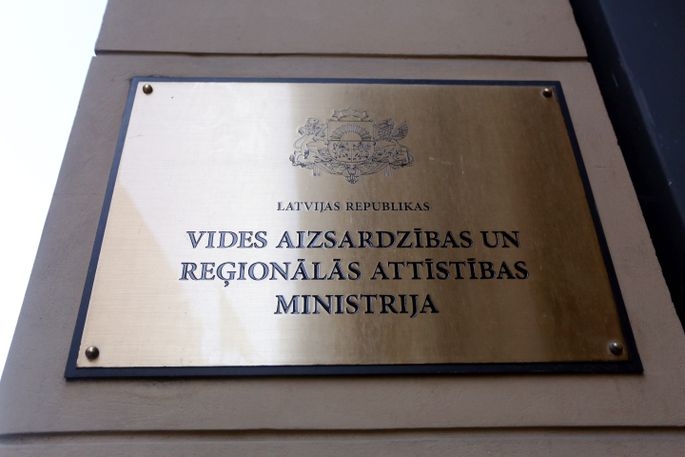 LATVIJAS REPUBLIKAS
VIDES AIZSARDZĪBAS UN
REĢIONĀLĀS ATTĪSTĪBAS
MINISTRIJA